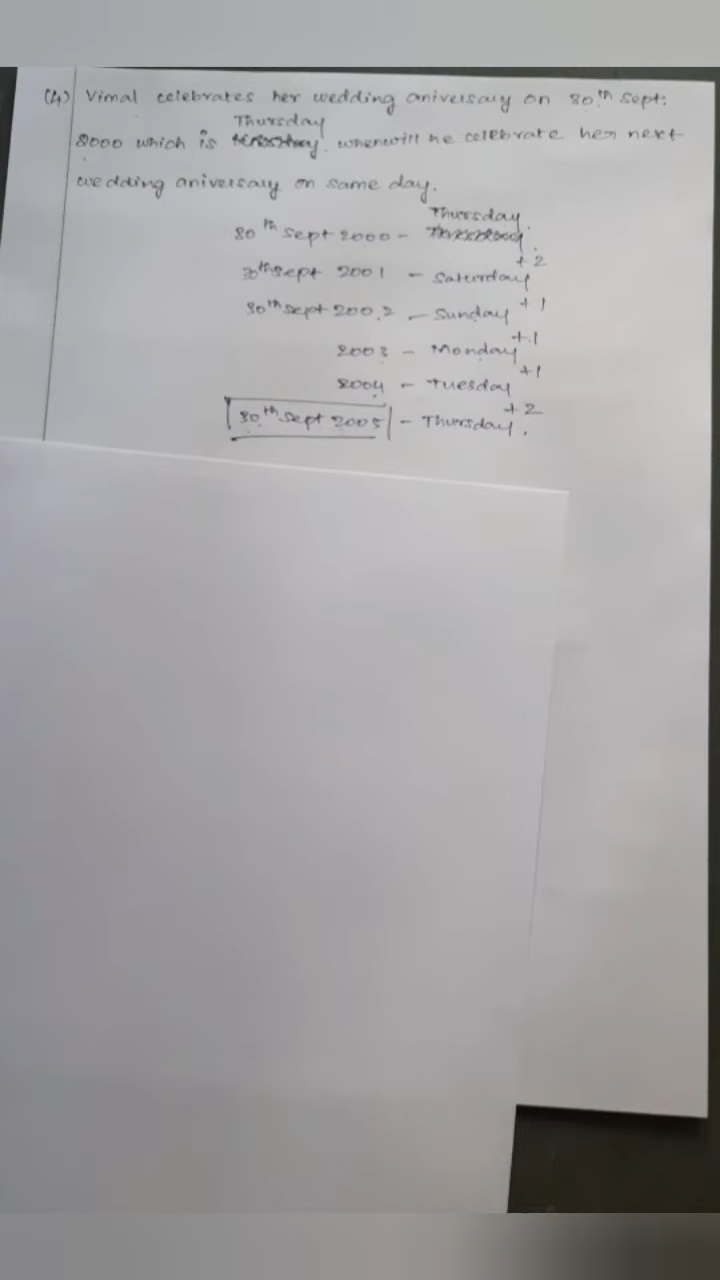 (4) Vimal celebrates her wedding aniversary on 30th Sept.
Thursday
2000 which is when will he celebrate her next
wedding aniversary on same day.
Thursday
30th Sept 2000 -
+2
30th Sept 2001 - Saturday
+1
30th Sept 2002 - Sunday
+1
2003 - Monday
+1
2004 - Tuesday
+2
30th Sept 2005 - Thursday.